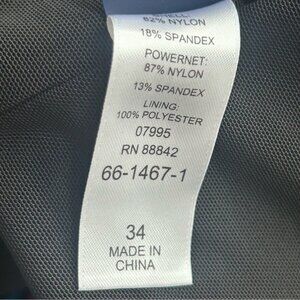 82% NYLON
18% SPANDEX
POWERNET:
87% NYLON
13% SPANDEX
LINING:
100% POLYESTER
07995
RN 88842
66-1467-1
34
MADE IN
CHINA